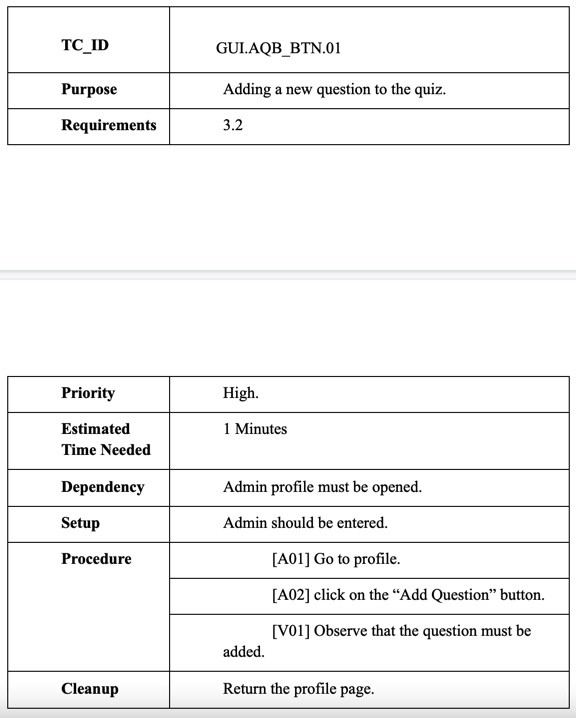 TC_ID
GUI.AQB_BTN.01
Purpose
Adding a new question to the quiz.
Requirements
3.2
Priority
High.
Estimated
Time Needed
1 Minutes
Dependency
Admin profile must be opened.
Setup
Admin should be entered.
Procedure
[A01] Go to profile.
[A02] click on the “Add Question” button.
[V01] Observe that the question must be
added.
Cleanup
Return the profile page.